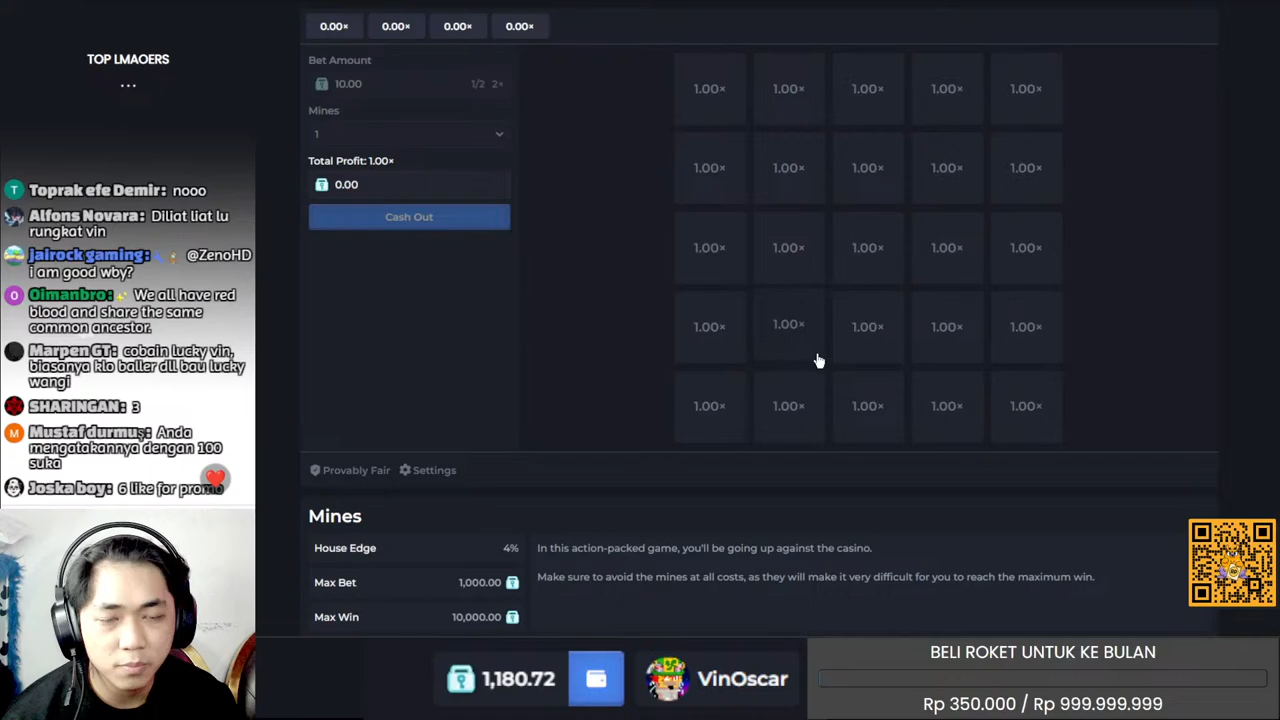 TOP LMAOERS
...
Toprak efe Demir: nooo
Alfons Novara: Diliat liat lu
rungkat vin
jairock gaming: @ZenoHD
i am good wby?
Oimanbro: We all have red
blood and share the same
common ancestor.
Marpen GT: cobain lucky vin,
biasanya klo baller dll bau lucky
wangi
SHARINGAN: 3
Mustaf durmuş: Anda
mengatakannya dengan 100
suka
Joska boy: 6 like for promo
0.00× 0.00× 0.00× 0.00×
Bet Amount
10.00 1/2 2×
Mines
1
Total Profit: 1.00×
0.00
Cash Out
1.00× 1.00× 1.00× 1.00× 1.00×
1.00× 1.00× 1.00× 1.00× 1.00×
1.00× 1.00× 1.00× 1.00× 1.00×
1.00× 1.00× 1.00× 1.00× 1.00×
1.00× 1.00× 1.00× 1.00× 1.00×
Provably Fair Settings
Mines
House Edge 4%
Max Bet 1,000.00
Max Win 10,000.00
In this action-packed game, you'll be going up against the casino.
Make sure to avoid the mines at all costs, as they will make it very difficult for you to reach the maximum win.
1,180.72
VinOscar
BELI ROKET UNTUK KE BULAN
Rp 350.000 / Rp 999.999.999